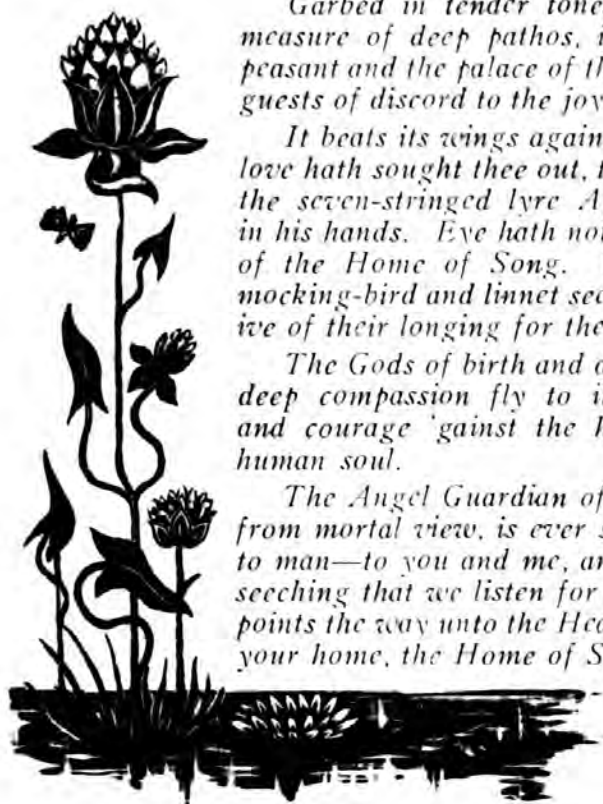 Garbed in tender tone
measure of deep pathos, i
peasant and the palace of th
guests of discord to the joy
It beats its wings again
love hath sought thee out, t
the seven-stringed lyre A
in his hands. Eye hath not
of the Home of Song.
mocking-bird and linnet see
ive of their longing for the
The Gods of birth and d
deep compassion fly to i
and courage 'gainst the h
human soul.
The Angel Guardian of
from mortal view, is ever s
to man—to you and me, an
seeching that we listen for
points the way unto the Hea
your home, the Home of S